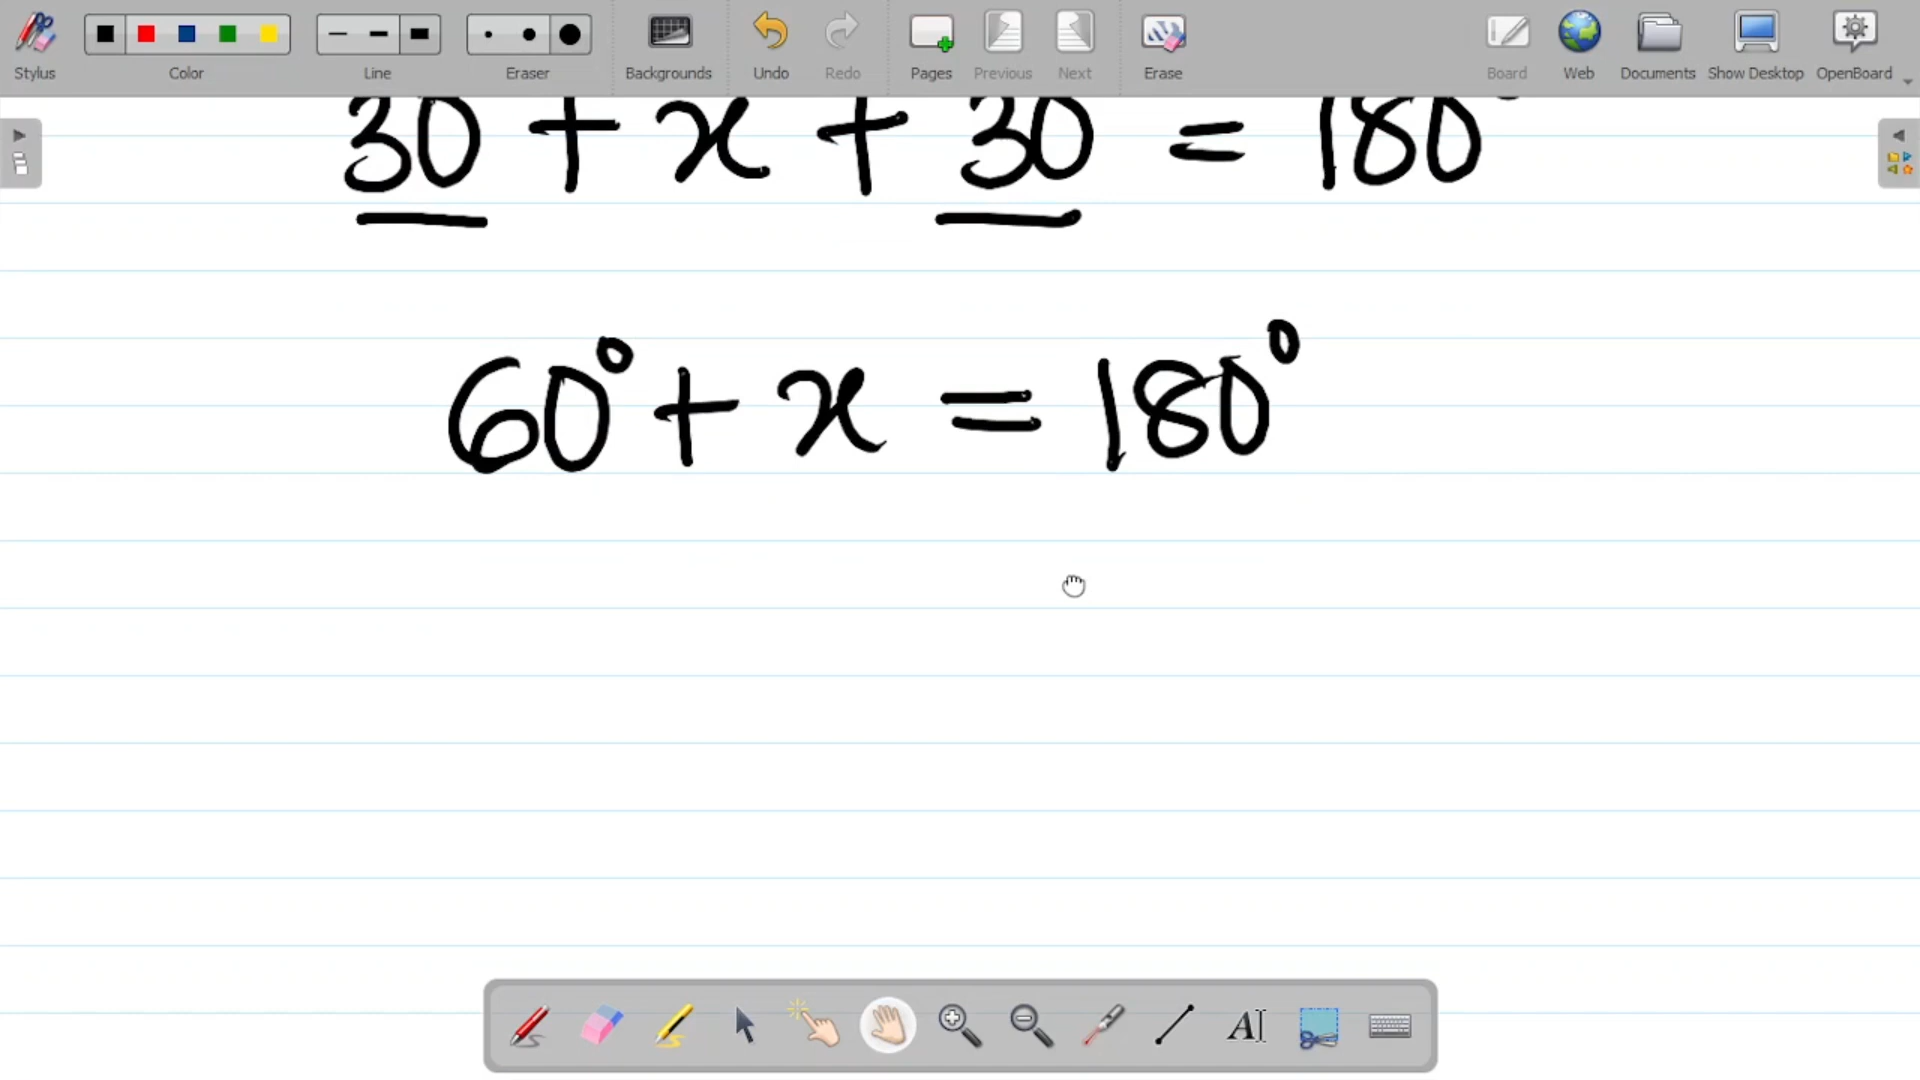 Stylus Color Line Eraser Backgrounds Undo Redo Pages Previous Next Erase Board Web Documents Show Desktop OpenBoard
30 + x + 30 = 180°
60° + x = 180°